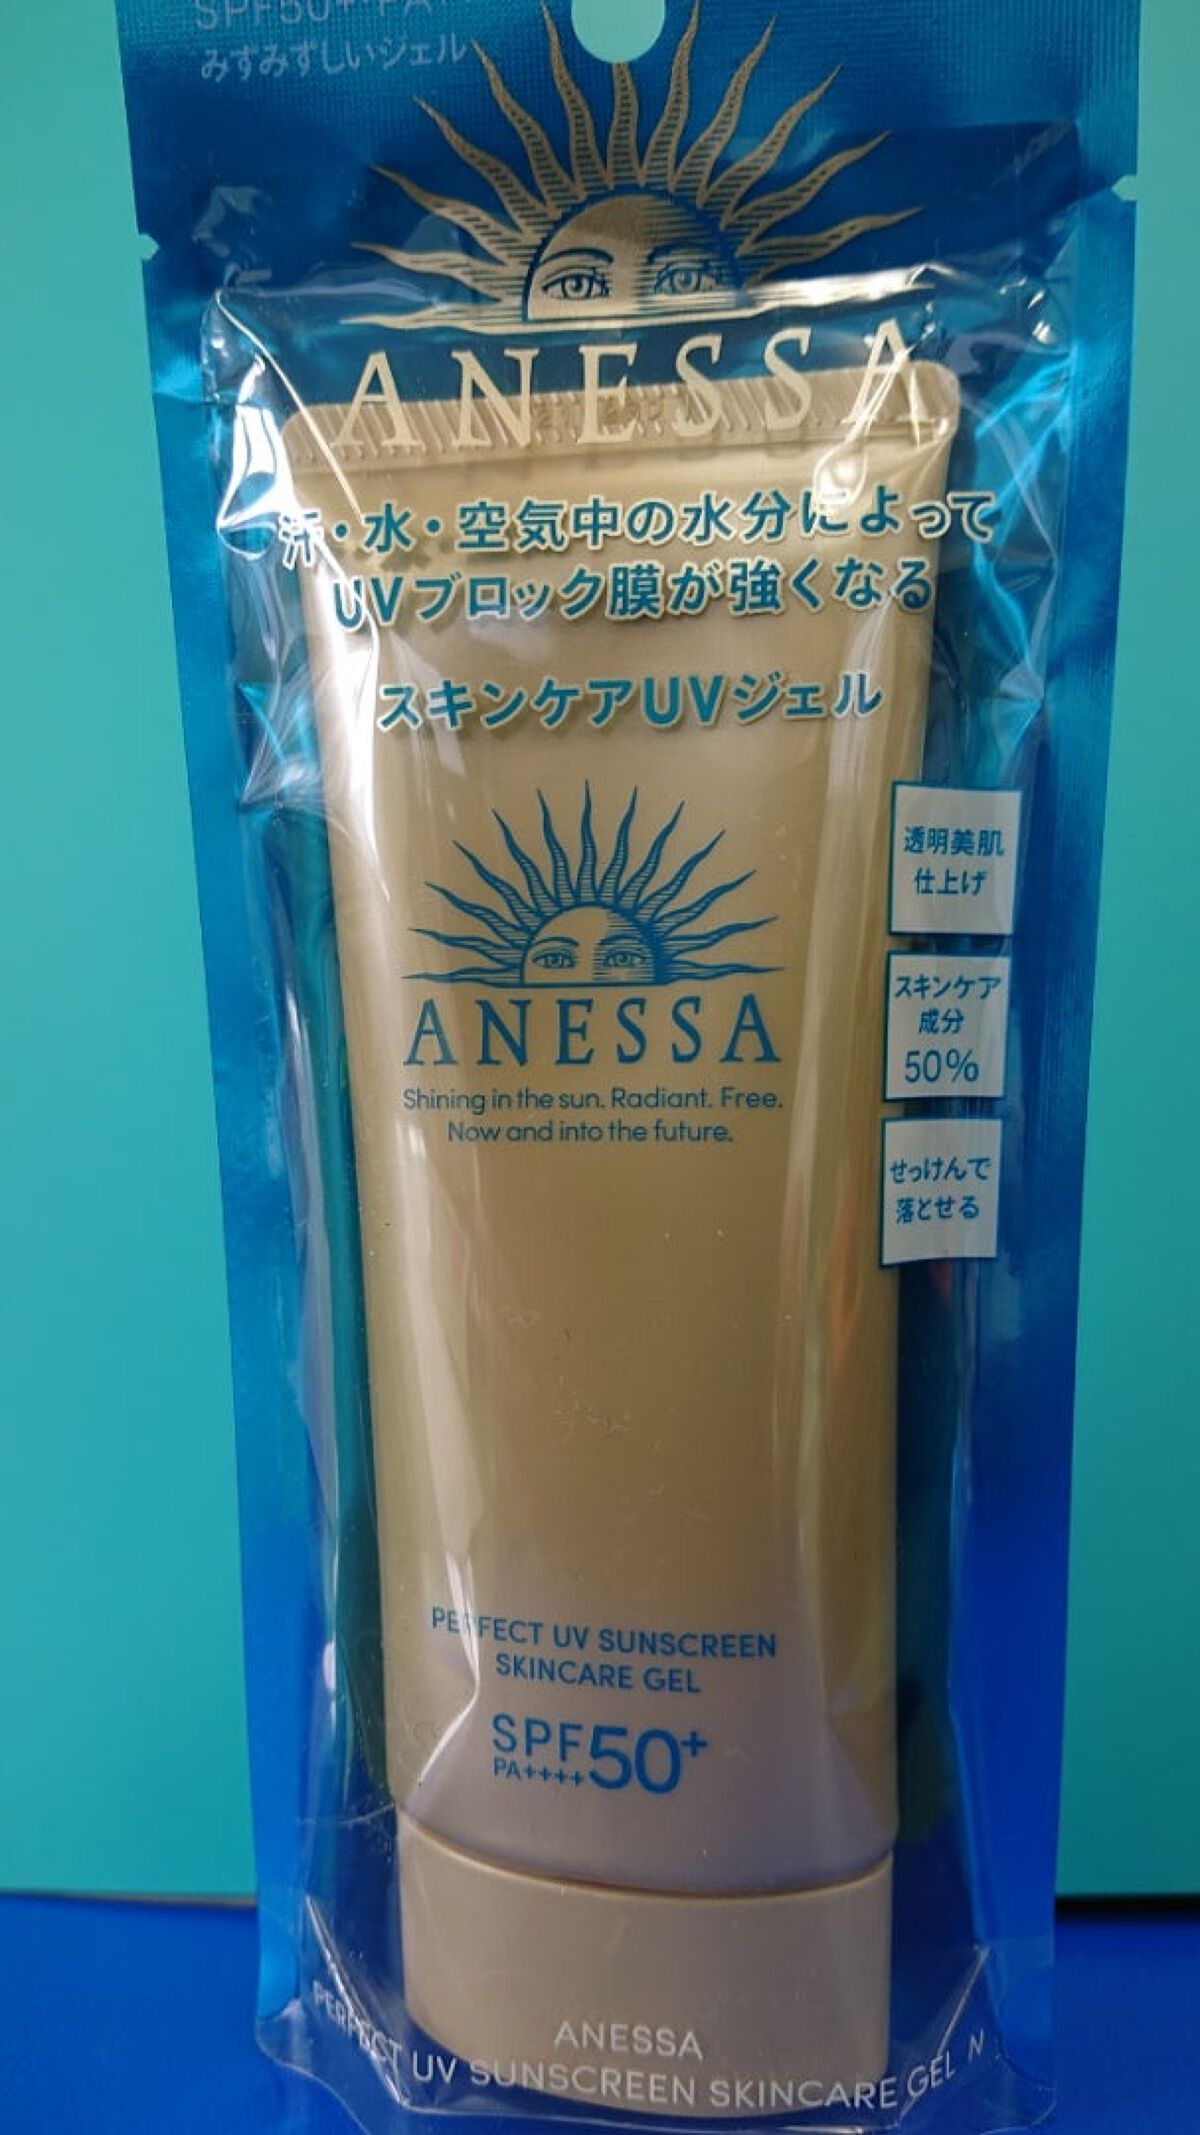 SPF50+・PA++
みずみずしいジェル
ANESSA
汗・水・空気中の水分によって
UVブロック膜が強くなる
スキンケアUVジェル
透明美肌
仕上げ
スキンケア
成分
50%
せっけんで
落とせる
ANESSA
Shining in the sun. Radiant. Free.
Now and into the future.
PERFECT UV SUNSCREEN
SKINCARE GEL
SPF50+
PA++++
ANESSA
PERFECT UV SUNSCREEN SKINCARE GEL N